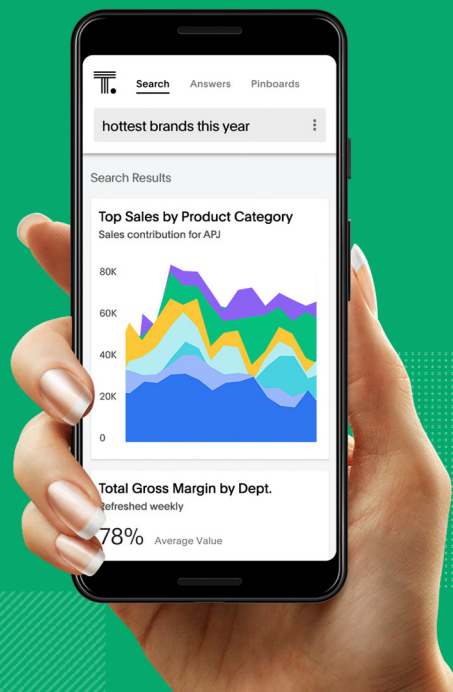 T.
Search Answers Pinboards
hottest brands this year
Search Results
Top Sales by Product Category
Sales contribution for APJ
80K
60K
40K
20K
0
Total Gross Margin by Dept.
Refreshed weekly
78% Average Value